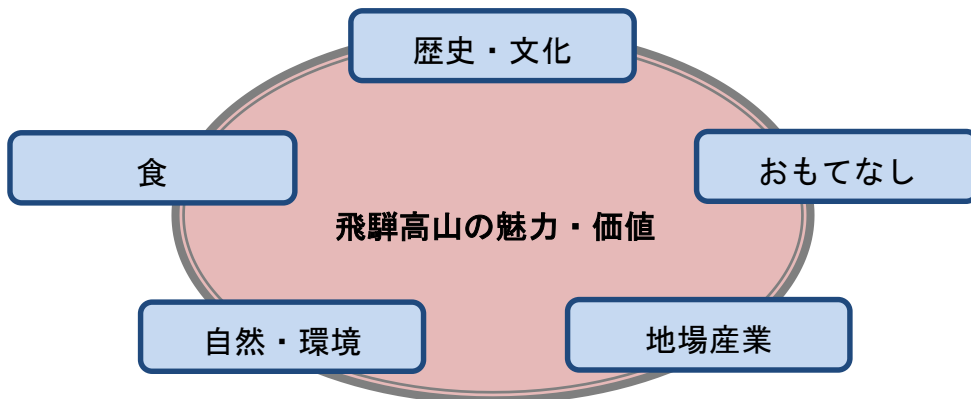 歴史・文化
食
おもてなし
飛騨高山の魅力・価値
自然・環境
地場産業